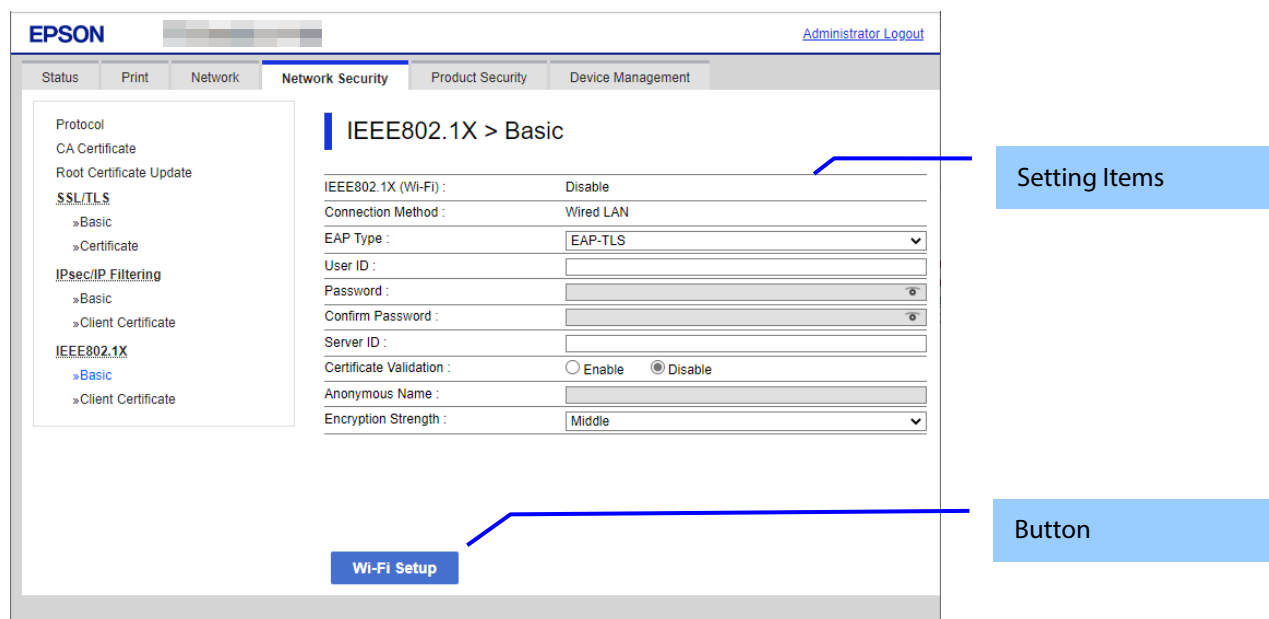 EPSON
Administrator Logout
Status Print Network Network Security Product Security Device Management
Protocol
CA Certificate
Root Certificate Update
SSL/TLS
»Basic
»Certificate
IPsec/IP Filtering
»Basic
»Client Certificate
IEEE802.1X
»Basic
»Client Certificate
IEEE802.1X > Basic
IEEE802.1X (Wi-Fi) : Disable
Connection Method : Wired LAN
EAP Type : EAP-TLS
User ID :
Password :
Confirm Password :
Server ID :
Certificate Validation : Enable Disable
Anonymous Name :
Encryption Strength : Middle
Wi-Fi Setup
Setting Items
Button